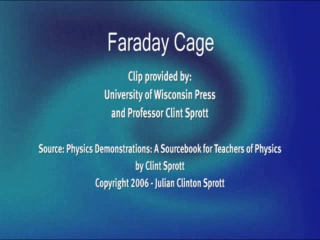 Faraday Cage
Clip provided by:
University of Wisconsin Press
and Professor Clint Sprott
Source: Physics Demonstrations: A Sourcebook for Teachers of Physics
by Clint Sprott
Copyright 2006 - Julian Clinton Sprott